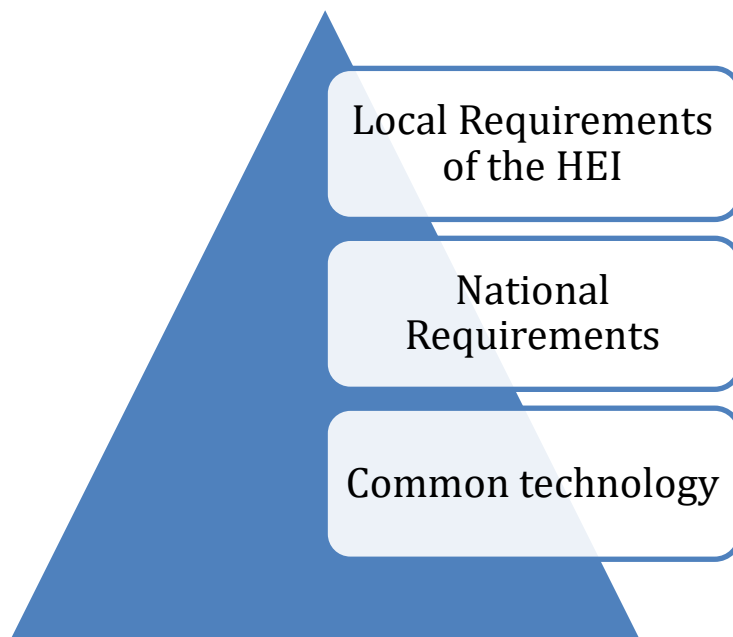 Local Requirements
of the HEI
National
Requirements
Common technology